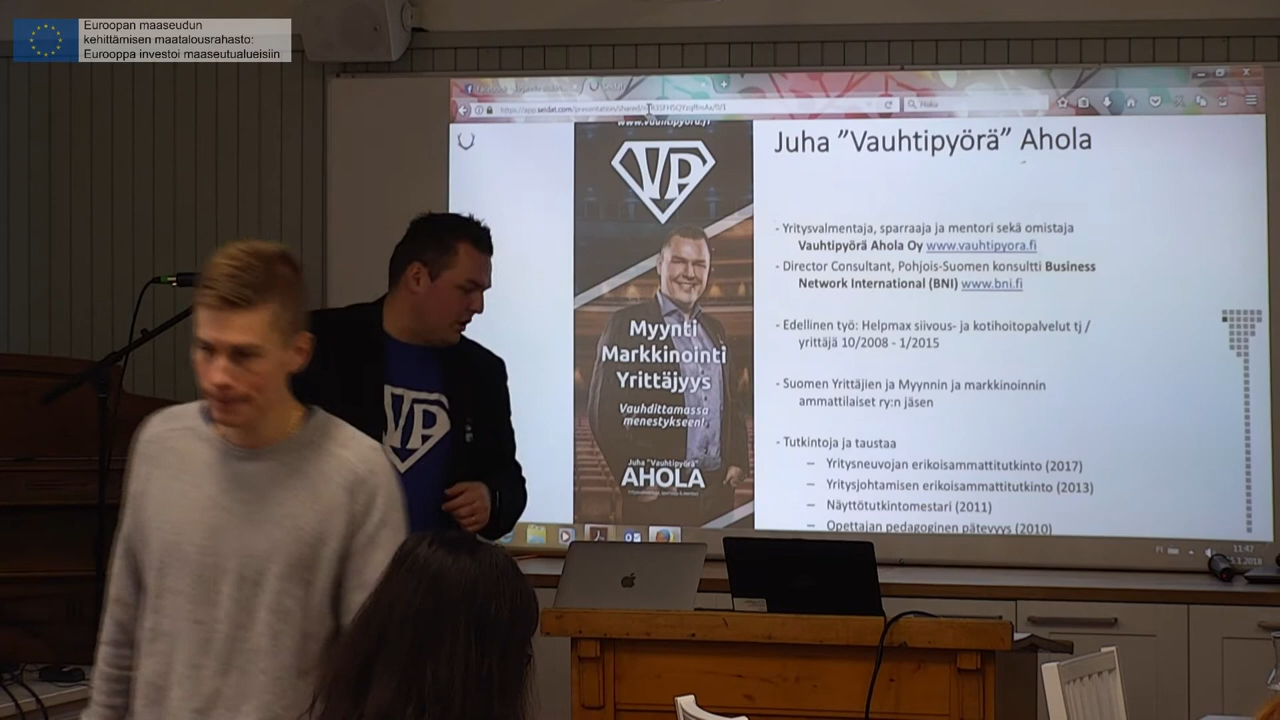 Euroopan maaseudun
kehittämisen maatalousrahasto:
Eurooppa investoi maaseutualueisiin
Haku
www.vauhtipyora.fi
VP
Myynti
Markkinointi
Yrittäjyys
Vauhdittamassa
menestykseen!
Juha "Vauhtipyörä"
AHOLA
Juha ”Vauhtipyörä” Ahola
- Yritysvalmentaja, sparraaja ja mentori sekä omistaja
Vauhtipyörä Ahola Oy www.vauhtipyora.fi
- Director Consultant, Pohjois-Suomen konsultti Business
Network International (BNI) www.bni.fi
- Edellinen työ: Helpmax siivous- ja kotihoitopalvelut tj /
yrittäjä 10/2008 - 1/2015
- Suomen Yrittäjien ja Myynnin ja markkinoinnin
ammattilaiset ry:n jäsen
- Tutkintoja ja taustaa
– Yritysneuvojan erikoisammattitutkinto (2017)
– Yritysjohtamisen erikoisammattitutkinto (2013)
– Näyttötutkintomestari (2011)
– Opettajan pedagoginen pätevyys (2010)
VP
FI
11:47